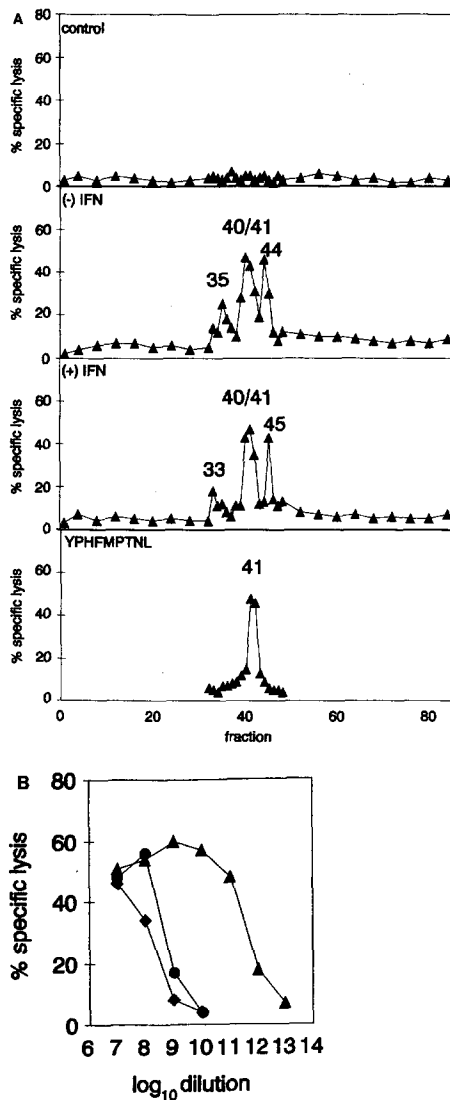 A
control
% specific lysis
80
60
40
20
0
(-) IFN
% specific lysis
60
40
20
0
35
40/41
44
(+) IFN
% specific lysis
60
40
20
0
33
40/41
45
YPHFMPTNL
% specific lysis
60
40
20
0
41
0 20 40 60 80
fraction
B
% specific lysis
80
60
40
20
0
6 7 8 9 10 11 12 13 14
log10 dilution